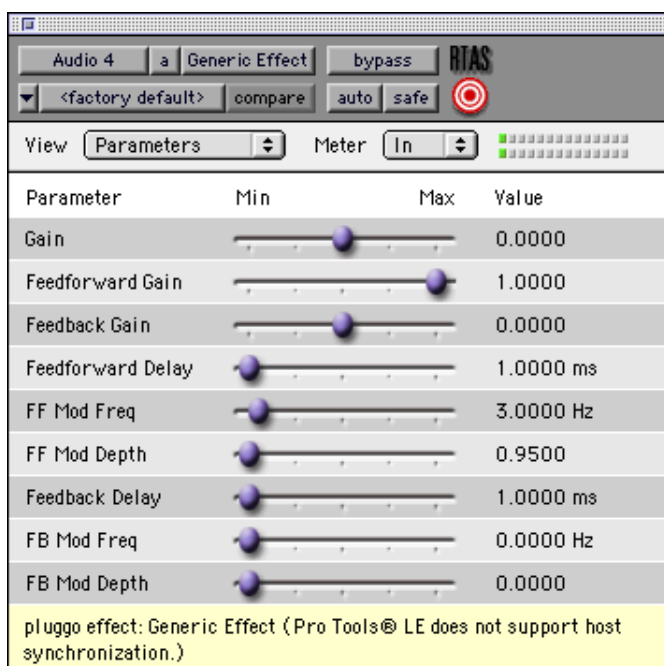 Audio 4 a Generic Effect bypass RTAS
<factory default> compare auto safe
View Parameters Meter In
Parameter Min Max Value
Gain 0.0000
Feedforward Gain 1.0000
Feedback Gain 0.0000
Feedforward Delay 1.0000 ms
FF Mod Freq 3.0000 Hz
FF Mod Depth 0.9500
Feedback Delay 1.0000 ms
FB Mod Freq 0.0000 Hz
FB Mod Depth 0.0000
pluggo effect: Generic Effect (Pro Tools® LE does not support host
synchronization.)